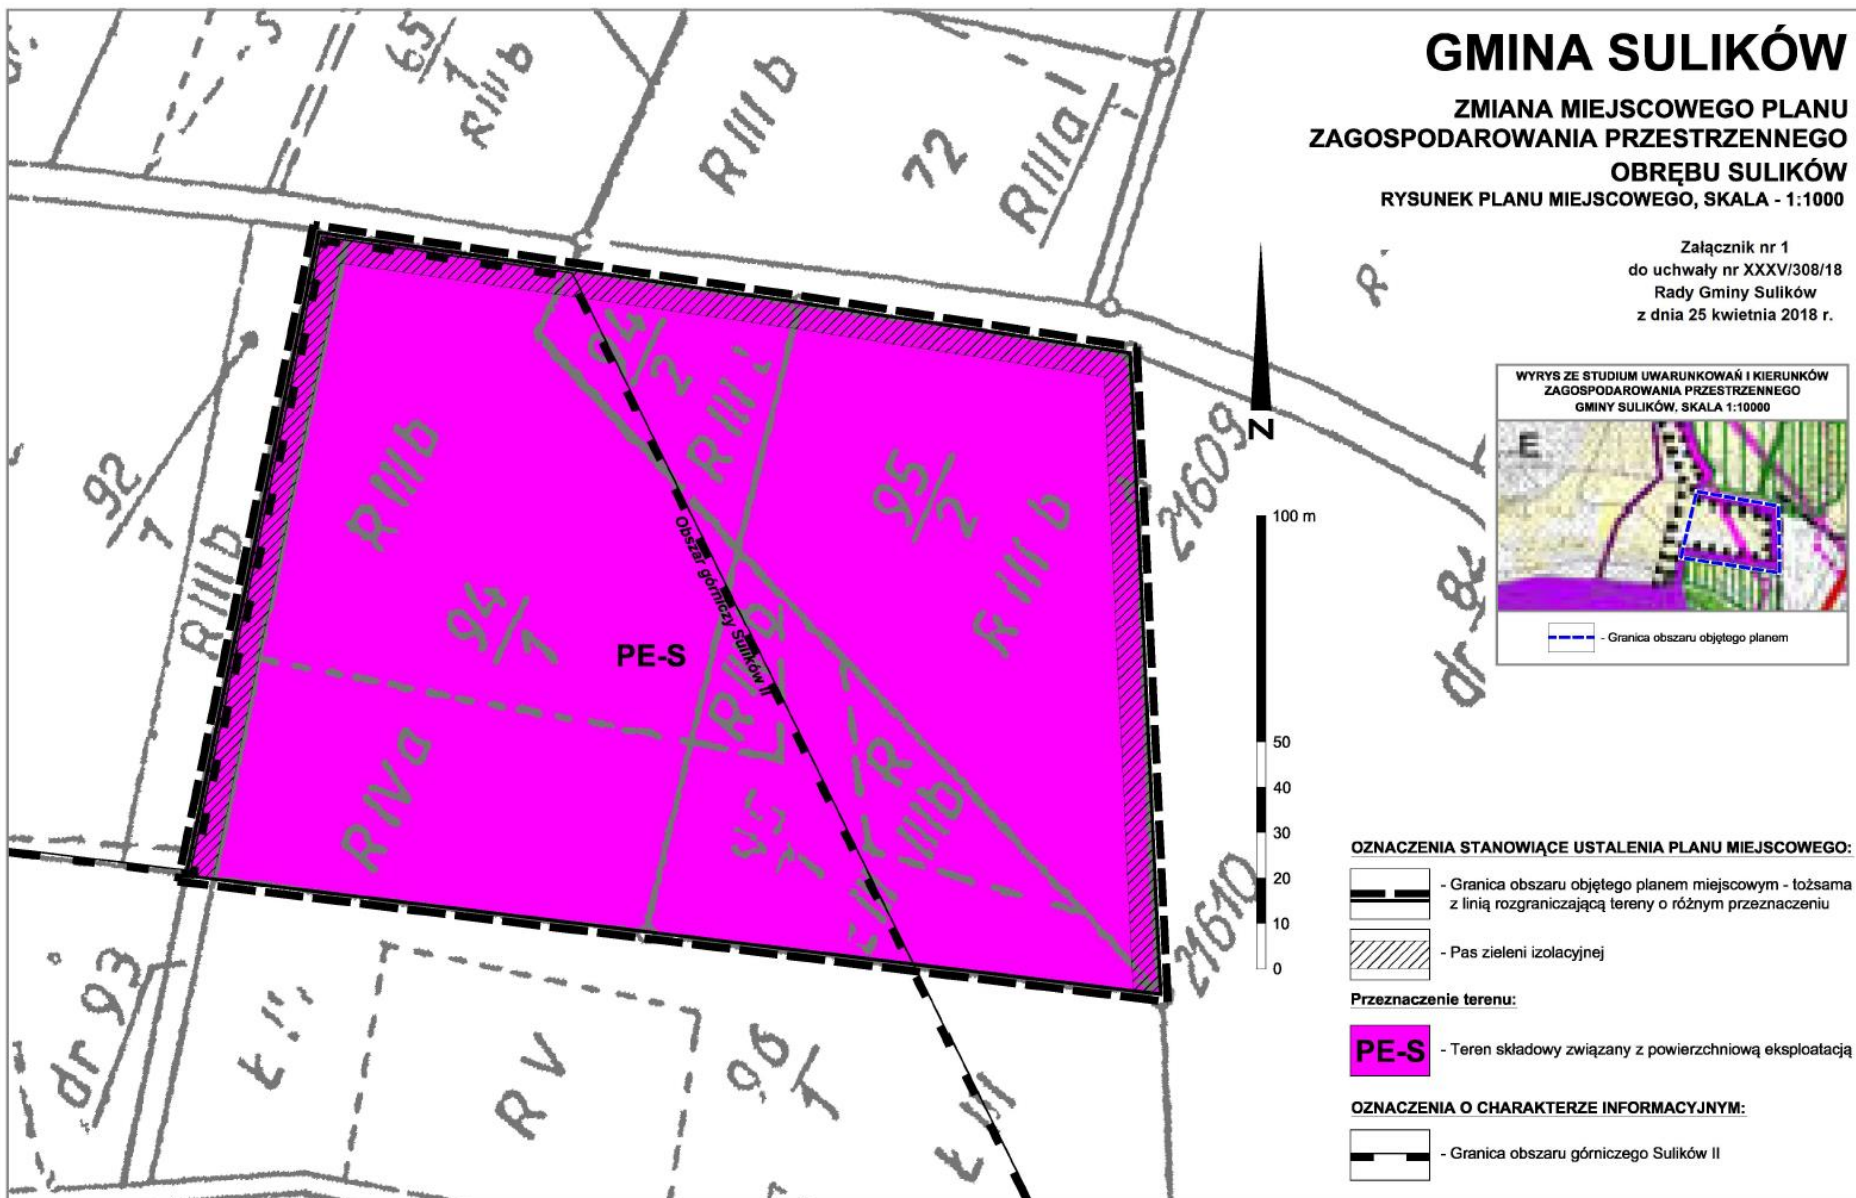 GMINA SULIKÓW
ZMIANA MIEJSCOWEGO PLANU
ZAGOSPODAROWANIA PRZESTRZENNEGO
OBRĘBU SULIKÓW
RYSUNEK PLANU MIEJSCOWEGO, SKALA - 1:1000
Załącznik nr 1
do uchwały nr XXXV/308/18
Rady Gminy Sulików
z dnia 25 kwietnia 2018 r.
WYRYS ZE STUDIUM UWARUNKOWAŃ I KIERUNKÓW
ZAGOSPODAROWANIA PRZESTRZENNEGO
GMINY SULIKÓW, SKALA 1:10000
E
- Granica obszaru objętego planem
65/1
RIIIb
RIIIb
72
RIIIa
N
92/1
RIIIb
RIIIb
94/2
95/2
RIIIb
94/1
PE-S
Obszar górniczy Sulików II
RIVa
RIIIb
21609
21610
dr
dr 93
RV
96/1
ŁIII
100 m
50
40
30
20
10
0
OZNACZENIA STANOWIĄCE USTALENIA PLANU MIEJSCOWEGO:
- Granica obszaru objętego planem miejscowym - tożsama
z linią rozgraniczającą tereny o różnym przeznaczeniu
- Pas zieleni izolacyjnej
Przeznaczenie terenu:
PE-S
- Teren składowy związany z powierzchniową eksploatacją
OZNACZENIA O CHARAKTERZE INFORMACYJNYM:
- Granica obszaru górniczego Sulików II